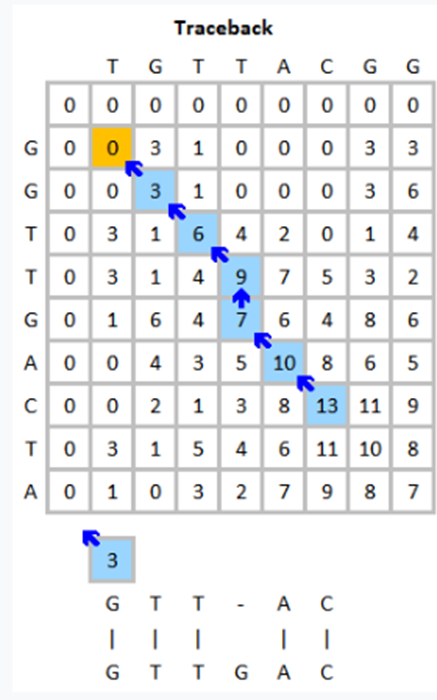 Traceback
T G T T A C G G
0 0 0 0 0 0 0 0 0
G 0 0 3 1 0 0 0 3 3
G 0 0 3 1 0 0 0 3 6
T 0 3 1 6 4 2 0 1 4
T 0 3 1 4 9 7 5 3 2
G 0 1 6 4 7 6 4 8 6
A 0 0 4 3 5 10 8 6 5
C 0 0 2 1 3 8 13 11 9
T 0 3 1 5 4 6 11 10 8
A 0 1 0 3 2 7 9 8 7
3
G T T - A C
| | | | |
G T T G A C